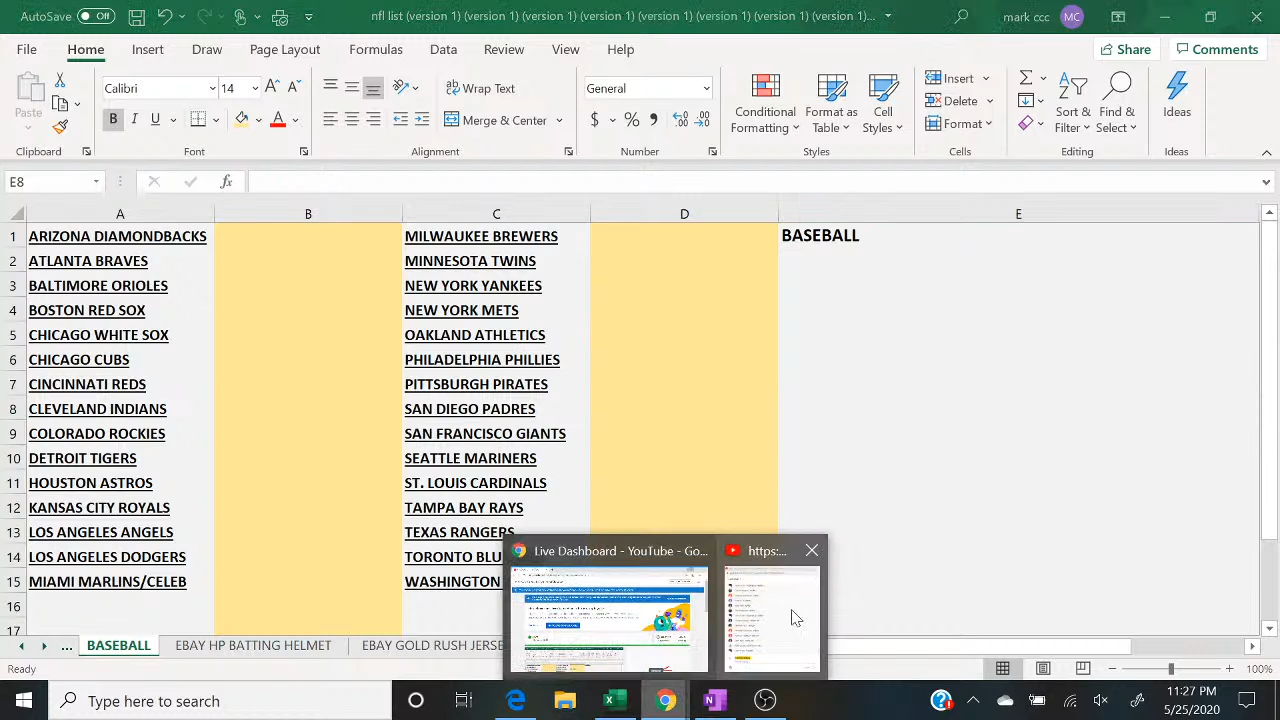 AutoSave Off nfl list (version 1) (version 1) (version 1) (version 1) (version 1) (version 1)... mark ccc MC
File Home Insert Draw Page Layout Formulas Data Review View Help Share Comments
Paste Calibri 14 A A Wrap Text General Conditional Formatting Format as Table Cell Styles Insert Sort & Filter Find & Select Ideas
B I U A Merge & Center $ % Delete
Format
Clipboard Font Alignment Number Styles Cells Editing Ideas
E8 fx
A B C D E
1 ARIZONA DIAMONDBACKS MILWAUKEE BREWERS BASEBALL
2 ATLANTA BRAVES MINNESOTA TWINS
3 BALTIMORE ORIOLES NEW YORK YANKEES
4 BOSTON RED SOX NEW YORK METS
5 CHICAGO WHITE SOX OAKLAND ATHLETICS
6 CHICAGO CUBS PHILADELPHIA PHILLIES
7 CINCINNATI REDS PITTSBURGH PIRATES
8 CLEVELAND INDIANS SAN DIEGO PADRES
9 COLORADO ROCKIES SAN FRANCISCO GIANTS
10 DETROIT TIGERS SEATTLE MARINERS
11 HOUSTON ASTROS ST. LOUIS CARDINALS
12 KANSAS CITY ROYALS TAMPA BAY RAYS
13 LOS ANGELES ANGELS TEXAS RANGERS
14 LOS ANGELES DODGERS TORONTO BLU
15 MIAMI MARLINS/CELEB WASHINGTON
16
17
Live Dashboard - YouTube - Go... https:...
... BASEBALL EBAY TP BATTING HELMET EBAY GOLD RUSH
100%
Type here to search 11:27 PM
5/25/2020